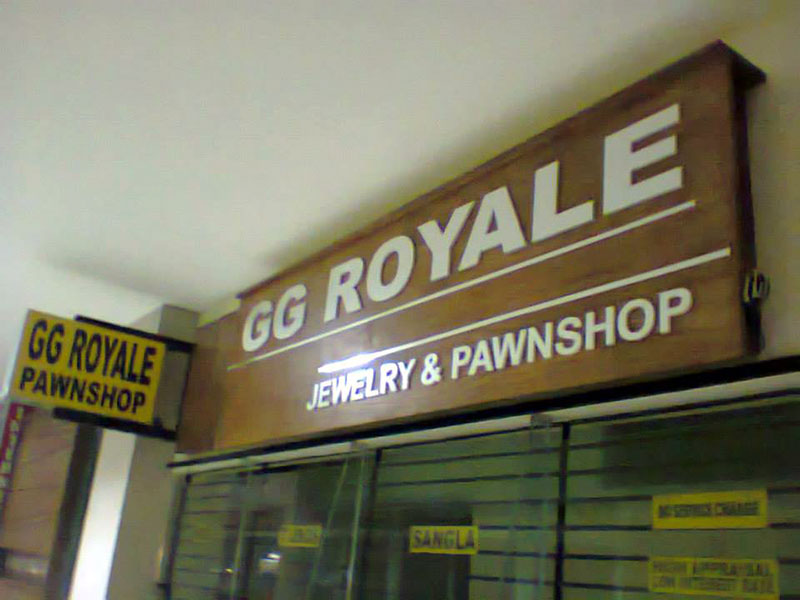 GG ROYALE
JEWELRY & PAWNSHOP
GG ROYALE
PAWNSHOP
SANGLA
NO SERVICE CHARGE
HIGH APPRAISAL
LOW INTEREST RATE